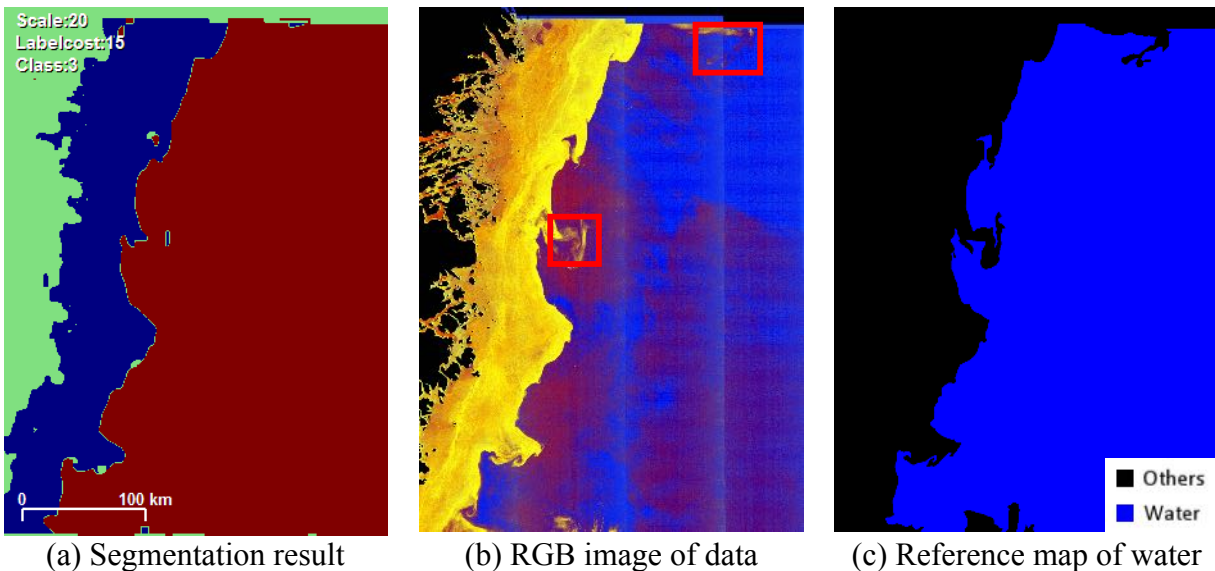 Scale:20
Labelcost:15
Class:3
0 100 km
Others
Water
(a) Segmentation result
(b) RGB image of data
(c) Reference map of water